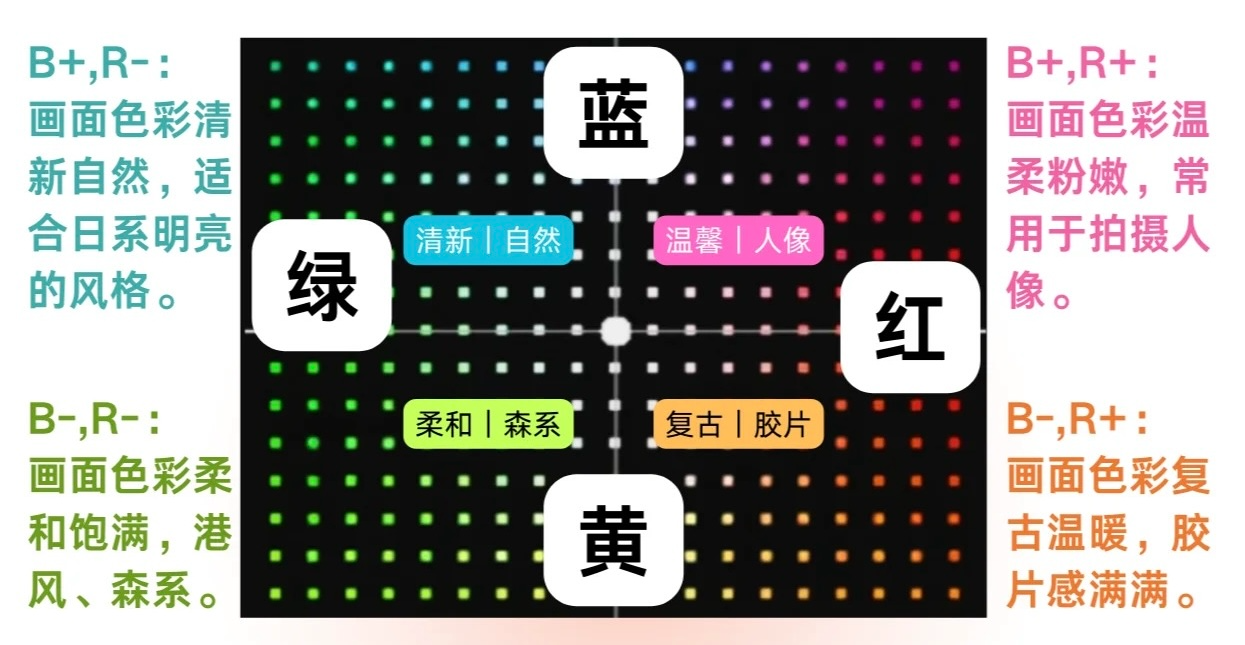 B+,R-:
画面色彩清
新自然，适
合日系明亮
的风格。
B-,R-:
画面色彩柔
和饱满，港
风、森系。
蓝
清新｜自然
温馨｜人像
绿
红
柔和｜森系
复古｜胶片
黄
B+,R+:
画面色彩温
柔粉嫩，常
用于拍摄人
像。
B-,R+:
画面色彩复
古温暖，胶
片感满满。